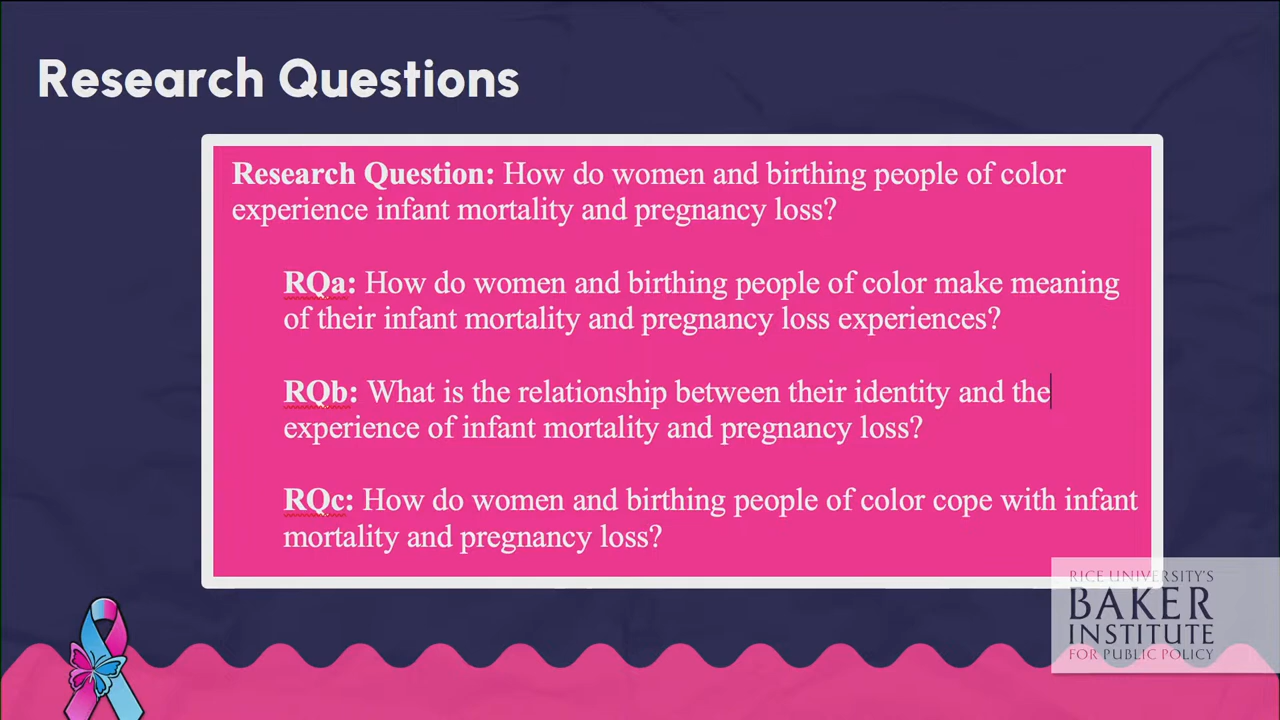 Research Questions
Research Question: How do women and birthing people of color
experience infant mortality and pregnancy loss?
RQa: How do women and birthing people of color make meaning
of their infant mortality and pregnancy loss experiences?
RQb: What is the relationship between their identity and the
experience of infant mortality and pregnancy loss?
RQc: How do women and birthing people of color cope with infant
mortality and pregnancy loss?
RICE UNIVERSITY'S
BAKER
INSTITUTE
FOR PUBLIC POLICY